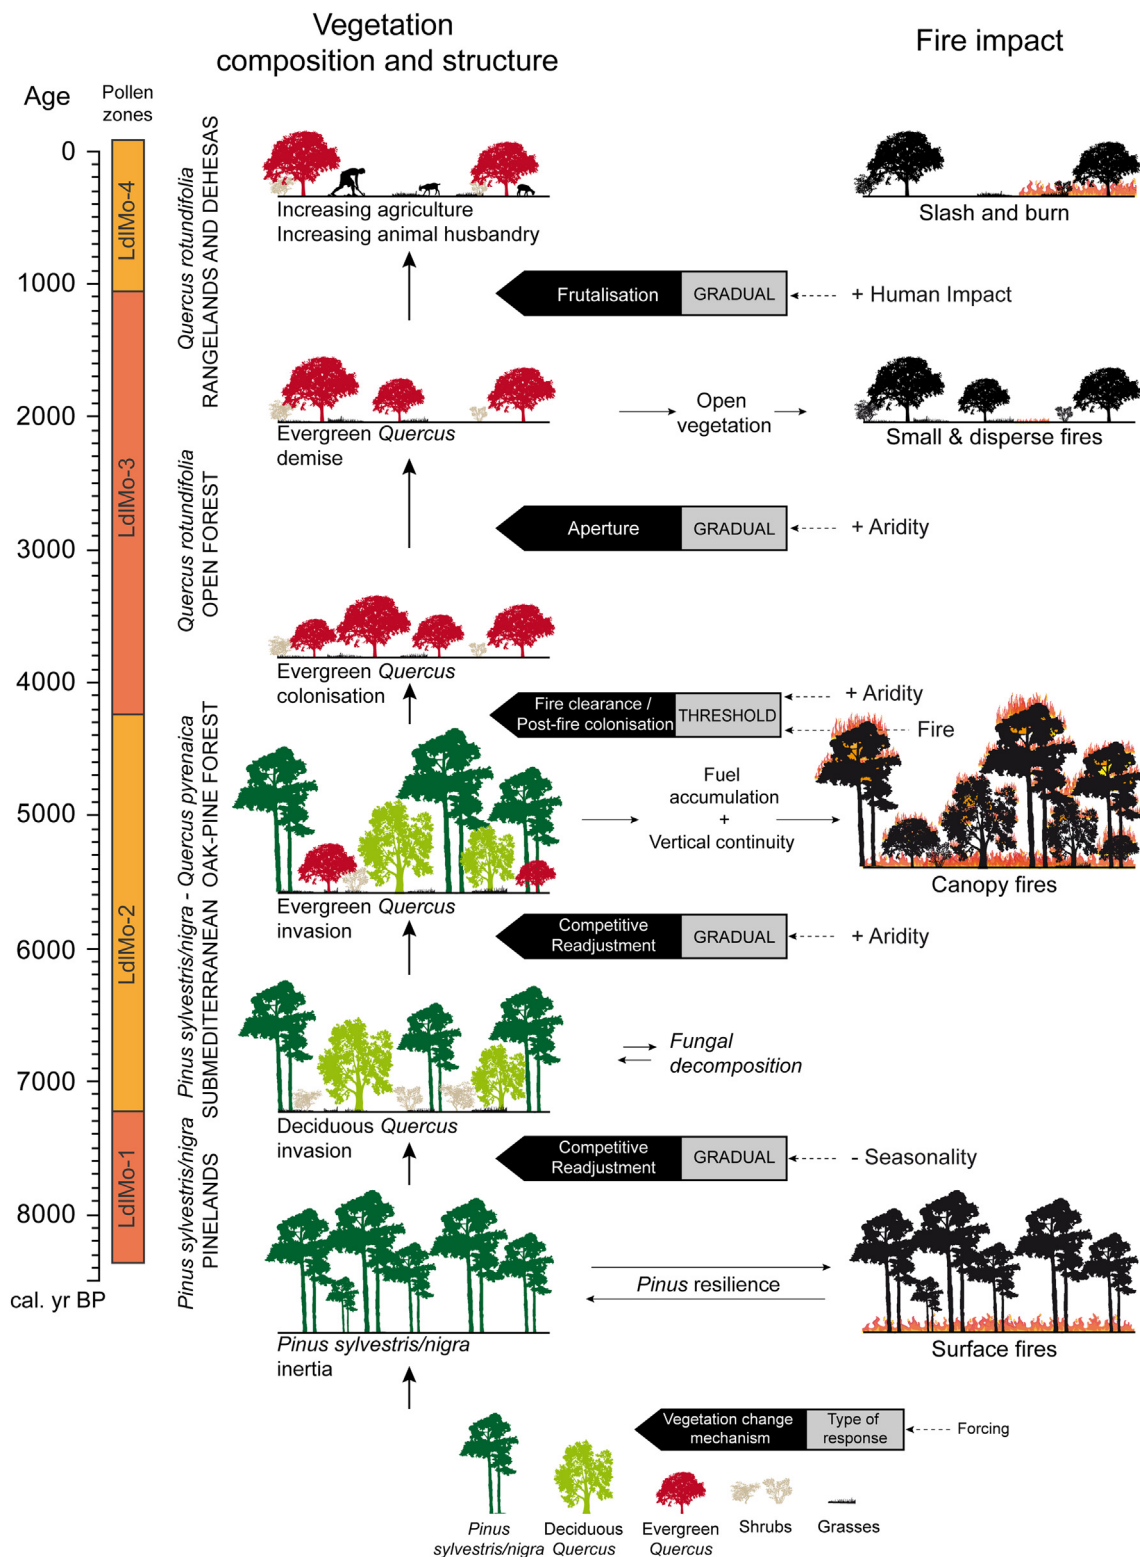 Vegetation
composition and structure
Fire impact
Age
Pollen
zones
0
1000
2000
3000
4000
5000
6000
7000
8000
cal. yr BP
LdlMo-4
LdlMo-3
LdlMo-2
LdlMo-1
Quercus rotundifolia
RANGELANDS AND DEHESAS
Quercus rotundifolia
OPEN FOREST
Pinus sylvestris/nigra - Quercus pyrenaica
SUBMEDITERRANEAN OAK-PINE FOREST
Pinus sylvestris/nigra
PINELANDS
Increasing agriculture
Increasing animal husbandry
Slash and burn
Frutalisation
GRADUAL
+ Human Impact
Evergreen Quercus
demise
Open
vegetation
Small & disperse fires
Aperture
GRADUAL
+ Aridity
Evergreen Quercus
colonisation
Fire clearance /
Post-fire colonisation
THRESHOLD
+ Aridity
Fire
Fuel
accumulation
+
Vertical continuity
Canopy fires
Evergreen Quercus
invasion
Competitive
Readjustment
GRADUAL
+ Aridity
Fungal
decomposition
Deciduous Quercus
invasion
Competitive
Readjustment
GRADUAL
- Seasonality
Pinus resilience
Pinus sylvestris/nigra
inertia
Surface fires
Vegetation change
mechanism
Type of
response
Forcing
Pinus
sylvestris/nigra
Deciduous
Quercus
Evergreen
Quercus
Shrubs
Grasses